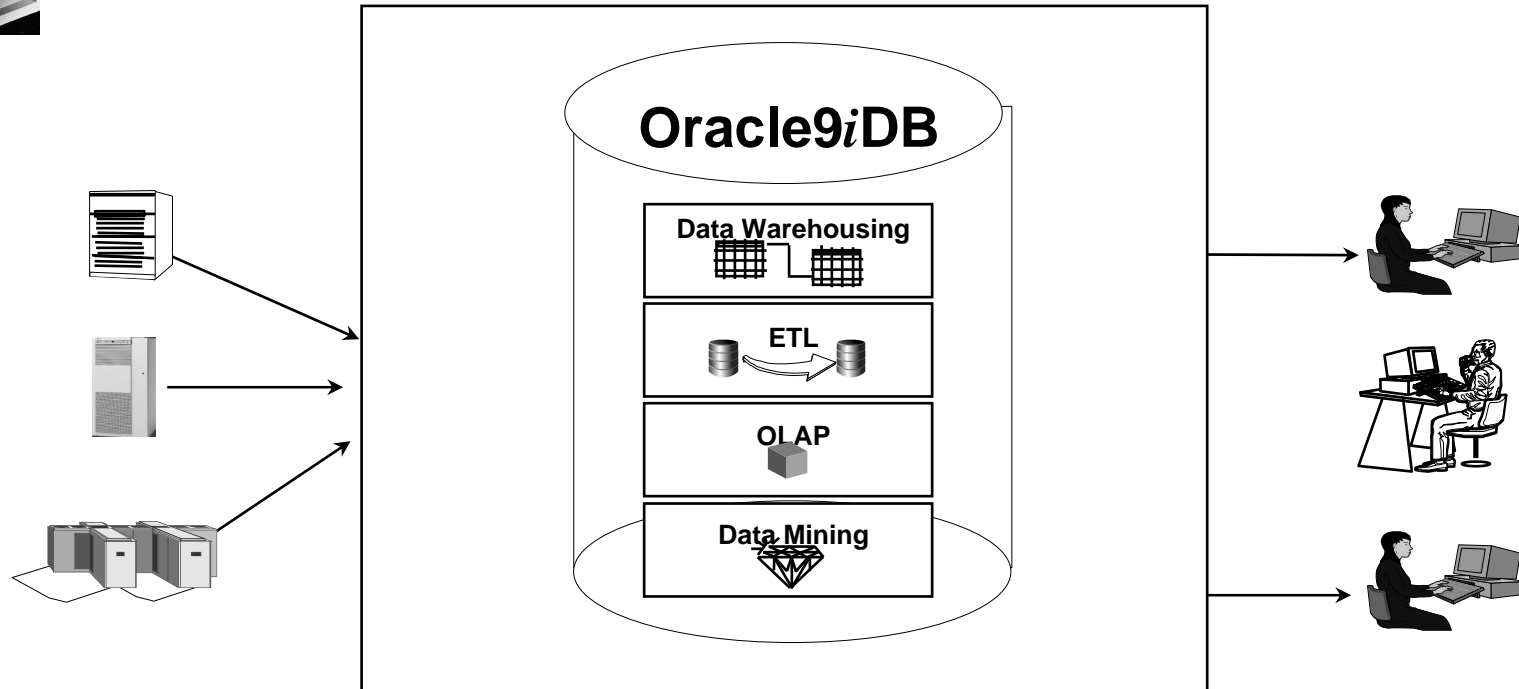 Oracle9iDB
Data Warehousing
ETL
OLAP
Data Mining